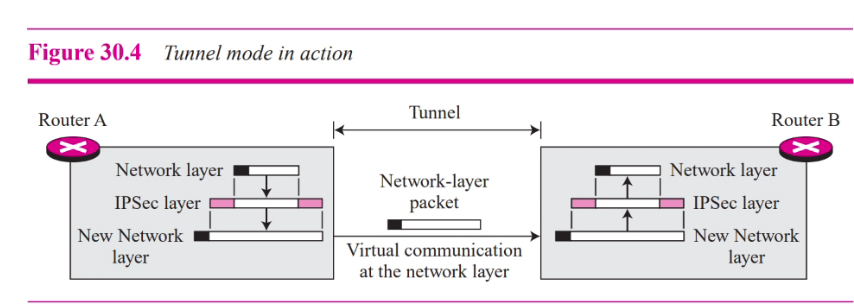 Figure 30.4 Tunnel mode in action
Tunnel
Router A
Router B
Network layer
IPSec layer
New Network
layer
Network-layer
packet
Virtual communication
at the network layer
Network layer
IPSec layer
New Network
layer